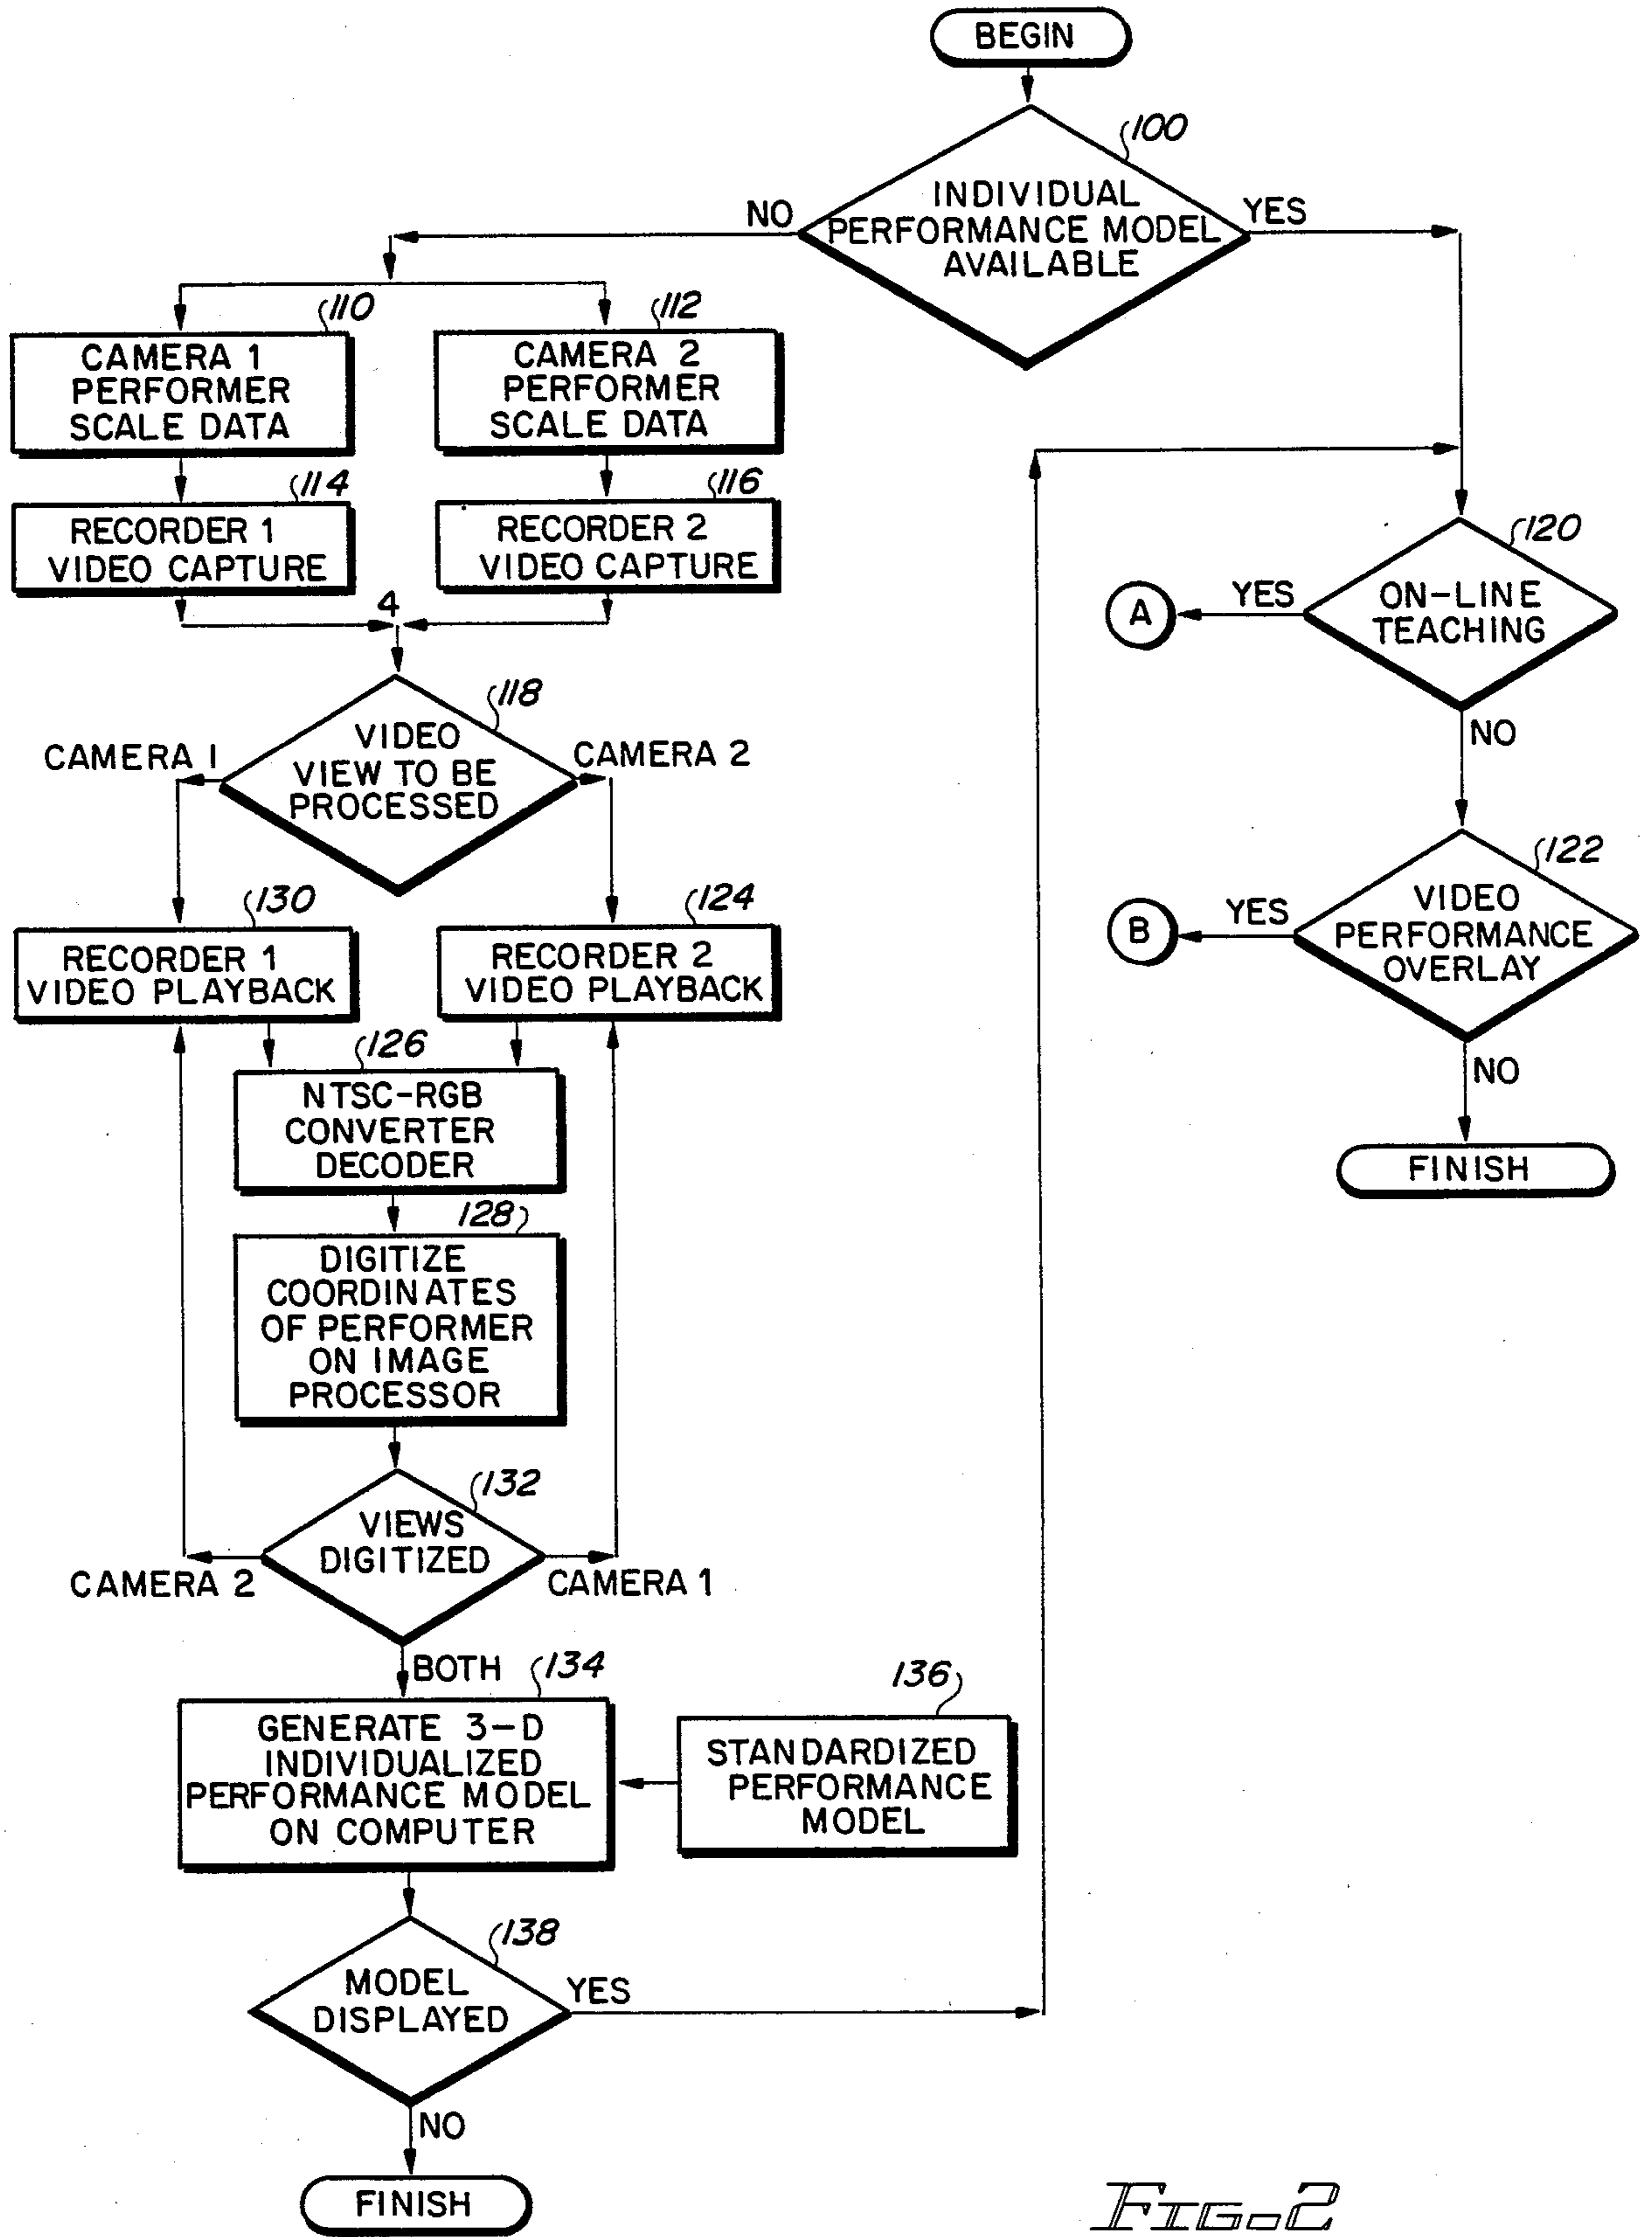 BEGIN
100
INDIVIDUAL
PERFORMANCE MODEL
AVAILABLE
NO
YES
110
CAMERA 1
PERFORMER
SCALE DATA
112
CAMERA 2
PERFORMER
SCALE DATA
114
RECORDER 1
VIDEO CAPTURE
116
RECORDER 2
VIDEO CAPTURE
4
120
ON-LINE
TEACHING
YES
A
NO
118
VIDEO
VIEW TO BE
PROCESSED
CAMERA 1
CAMERA 2
122
VIDEO
PERFORMANCE
OVERLAY
YES
B
NO
FINISH
130
RECORDER 1
VIDEO PLAYBACK
124
RECORDER 2
VIDEO PLAYBACK
126
NTSC-RGB
CONVERTER
DECODER
128
DIGITIZE
COORDINATES
OF PERFORMER
ON IMAGE
PROCESSOR
132
VIEWS
DIGITIZED
CAMERA 2
CAMERA 1
BOTH
134
GENERATE 3-D
INDIVIDUALIZED
PERFORMANCE MODEL
ON COMPUTER
136
STANDARDIZED
PERFORMANCE
MODEL
138
MODEL
DISPLAYED
YES
NO
FINISH
FIG. 2